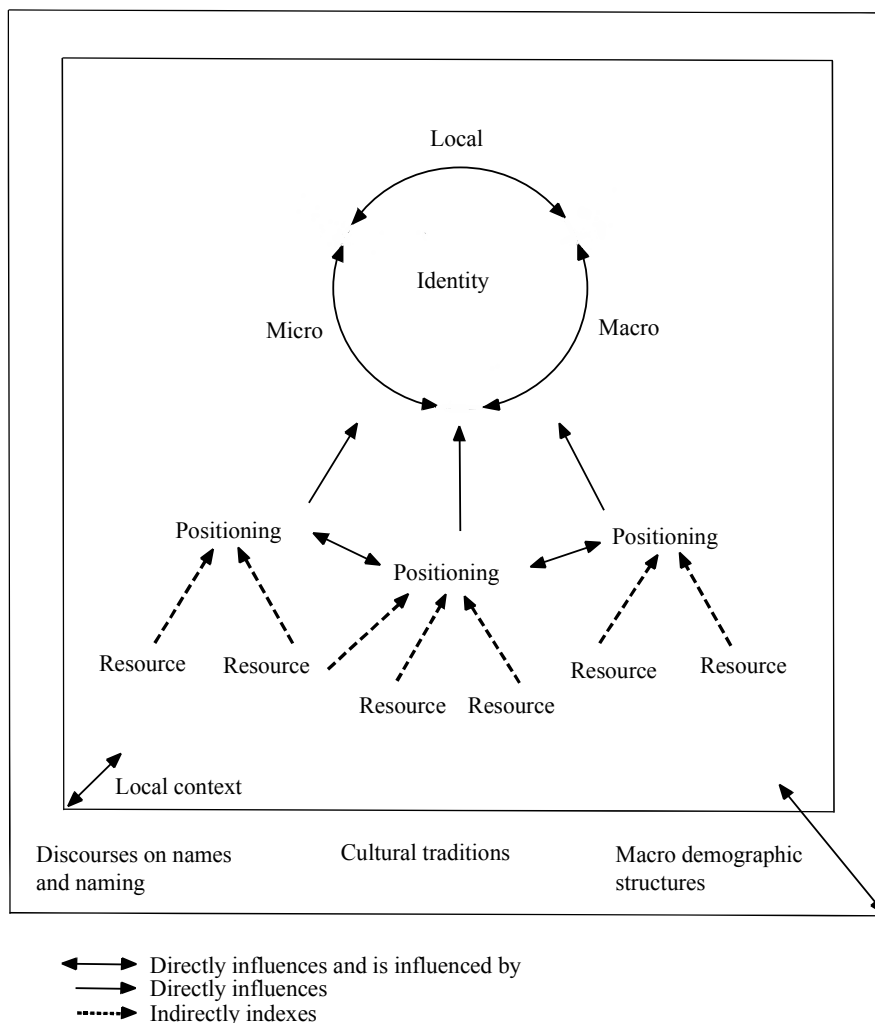 Local
Identity
Micro
Macro
Positioning
Positioning
Positioning
Resource
Resource
Resource
Resource
Resource
Resource
Local context
Discourses on names
and naming
Cultural traditions
Macro demographic
structures
Directly influences and is influenced by
Directly influences
Indirectly indexes